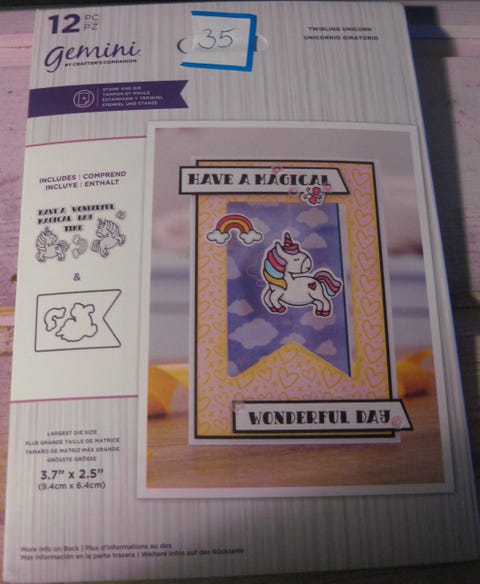 12 PC
PZ
gemini
BY CRAFTER'S COMPANION
35
TWIRLING UNICORN
UNICORNIO GIRATORIO
STAMP AND DIE
TAMPON ET MOULE
ESTAMPADO Y TROQUEL
STEMPEL UND STANZE
INCLUDES | COMPREND
INCLUYE | ENTHALT
HAVE A WONDERFUL
MAGICAL DAY
TIME
&
HAVE A MAGICAL
WONDERFUL DAY
LARGEST DIE SIZE
PLUS GRANDE TAILLE DE MATRICE
TAMAÑO DE MATRIZ MÁS GRANDE
GRÖSSTE GRÖSSE
3.7" x 2.5"
(9.4cm x 6.4cm)
More Info on Back | Plus d'informations au dos
Más información en la parte trasera | Weitere Infos auf der Rückseite